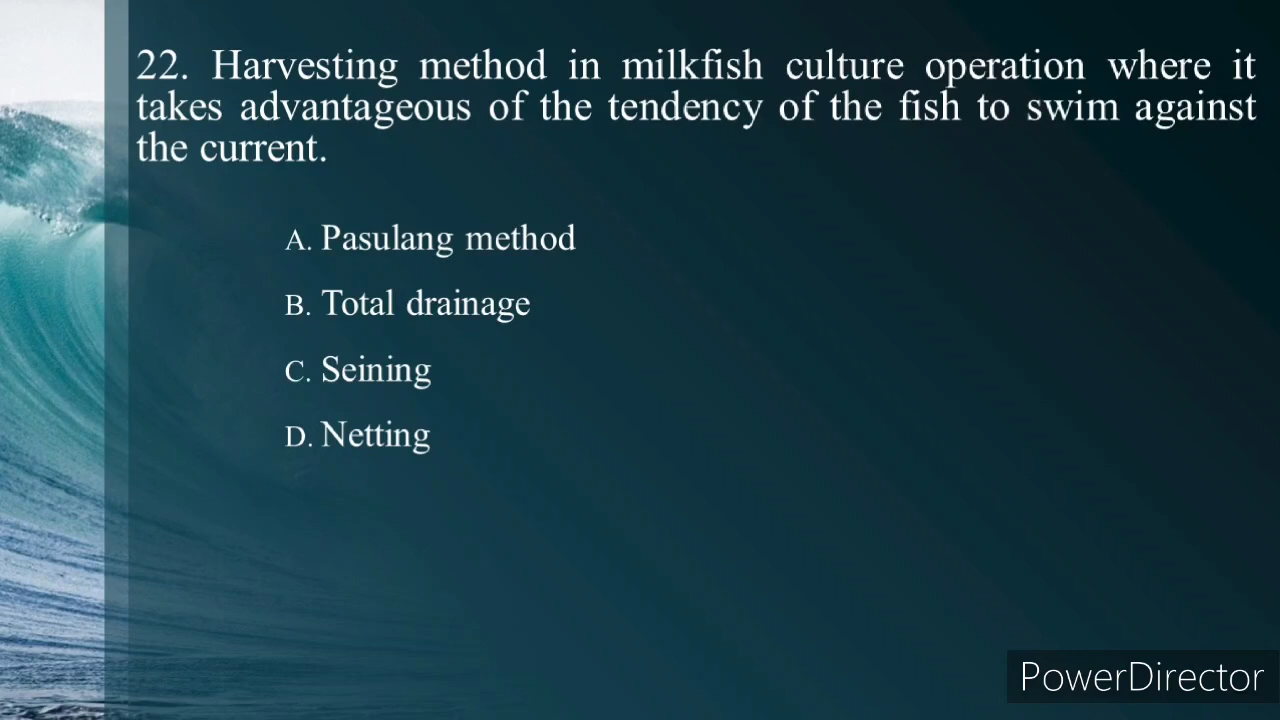 22. Harvesting method in milkfish culture operation where it
takes advantageous of the tendency of the fish to swim against
the current.
A. Pasulang method
B. Total drainage
C. Seining
D. Netting
PowerDirector